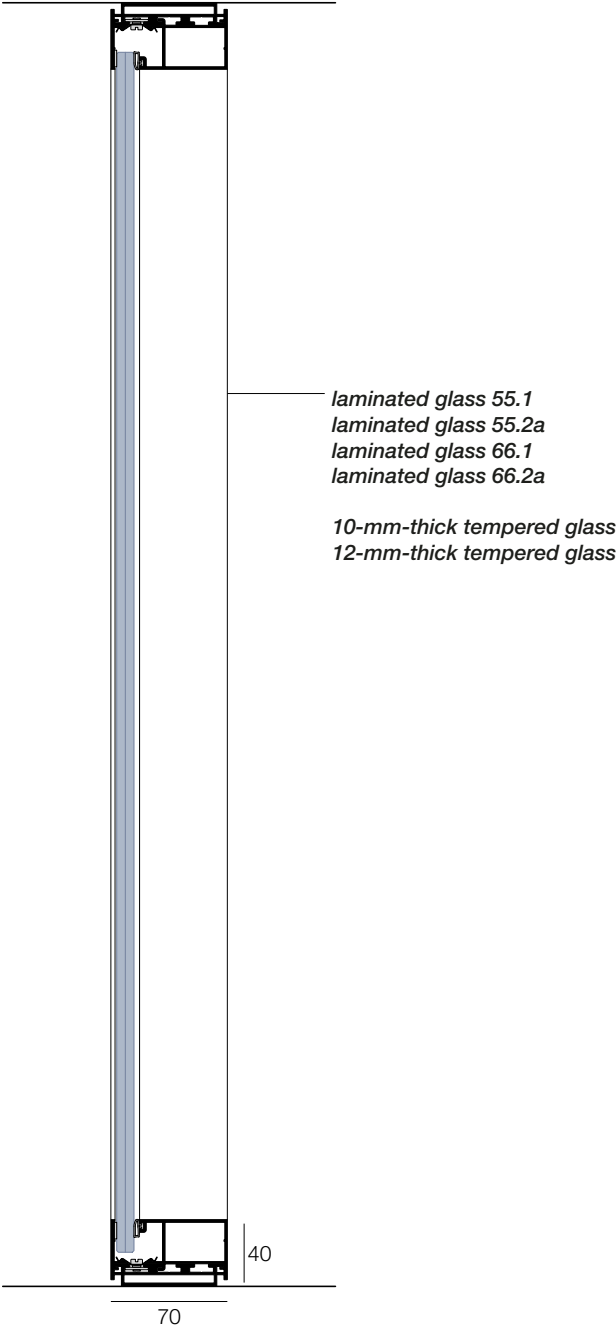 laminated glass 55.1
laminated glass 55.2a
laminated glass 66.1
laminated glass 66.2a
10-mm-thick tempered glass
12-mm-thick tempered glass
40
70